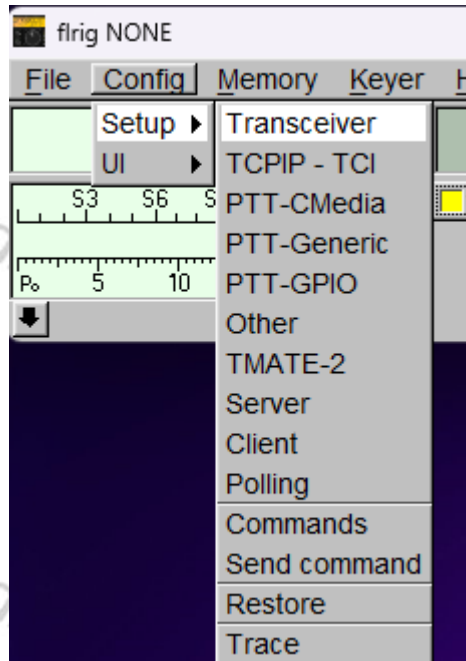 flrig NONE
File Config Memory Keyer
Setup Transceiver
UI TCPIP - TCI
S3 S6 S PTT-CMedia
PTT-Generic
Po 5 10 PTT-GPIO
Other
TMATE-2
Server
Client
Polling
Commands
Send command
Restore
Trace